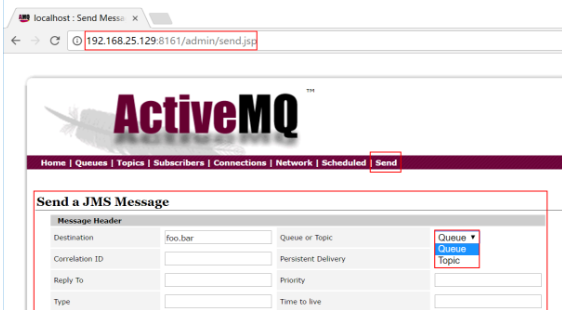 localhost : Send Messa
192.168.25.129:8161/admin/send.jsp
ActiveMQ™
Home | Queues | Topics | Subscribers | Connections | Network | Scheduled | Send
Send a JMS Message
Message Header
Destination foo.bar Queue or Topic Queue
Queue
Topic
Correlation ID Persistent Delivery
Reply To Priority
Type Time to live